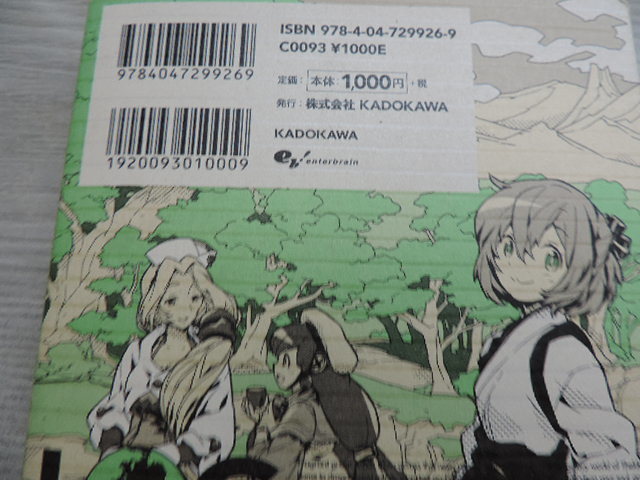 ISBN 978-4-04-729926-9
C0093 ¥1000E
9784047299269
定価： 本体 1,000円 +税
発行： 株式会社 KADOKAWA
1920093010009
KADOKAWA
eb! enterbrain